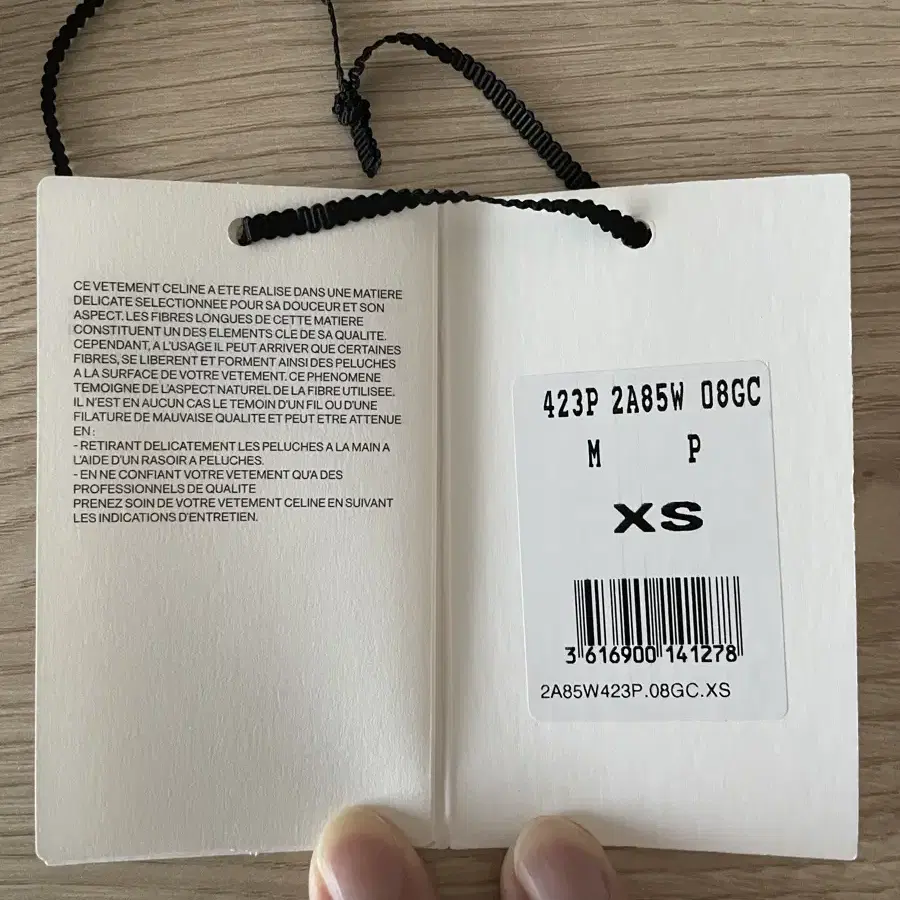 CE VETEMENT CELINE A ETE REALISE DANS UNE MATIERE
DELICATE SELECTIONNEE POUR SA DOUCEUR ET SON
ASPECT. LES FIBRES LONGUES DE CETTE MATIERE
CONSTITUENT UN DES ELEMENTS CLE DE SA QUALITE.
CEPENDANT, A L'USAGE IL PEUT ARRIVER QUE CERTAINES
FIBRES, SE LIBERENT ET FORMENT AINSI DES PELUCHES
A LA SURFACE DE VOTRE VETEMENT. CE PHENOMENE
TEMOIGNE DE L'ASPECT NATUREL DE LA FIBRE UTILISEE.
IL N'EST EN AUCUN CAS LE TEMOIN D'UN FIL OU D'UNE
FILATURE DE MAUVAISE QUALITE ET PEUT ETRE ATTENUE
EN :
- RETIRANT DELICATEMENT LES PELUCHES A LA MAIN A
L'AIDE D'UN RASOIR A PELUCHES.
- EN NE CONFIANT VOTRE VETEMENT QU'A DES
PROFESSIONNELS DE QUALITE
PRENEZ SOIN DE VOTRE VETEMENT CELINE EN SUIVANT
LES INDICATIONS D'ENTRETIEN.
423P 2A85W 08GC
M P
XS
3 616900 141278
2A85W423P.08GC.XS